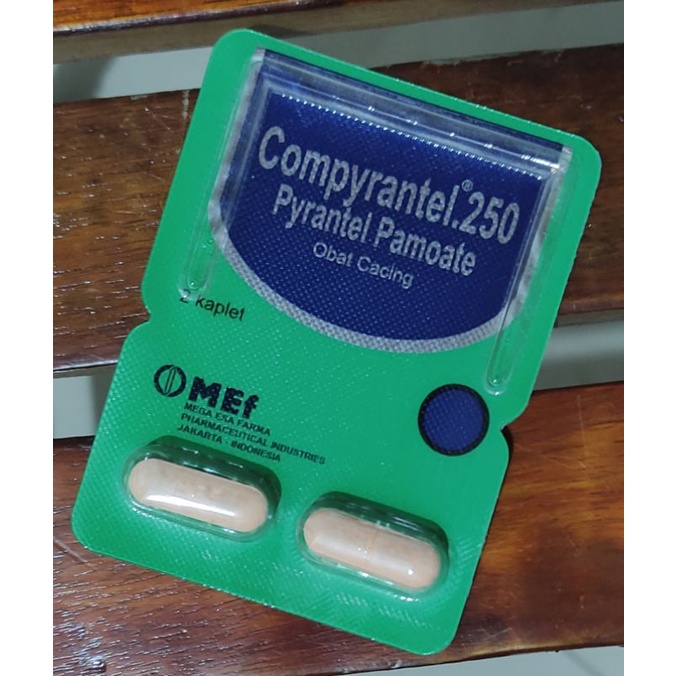 Compyrantel®.250
Pyrantel Pamoate
Obat Cacing
2 kaplet
MEf
MEGA ESA FARMA
PHARMACEUTICAL INDUSTRIES
JAKARTA - INDONESIA